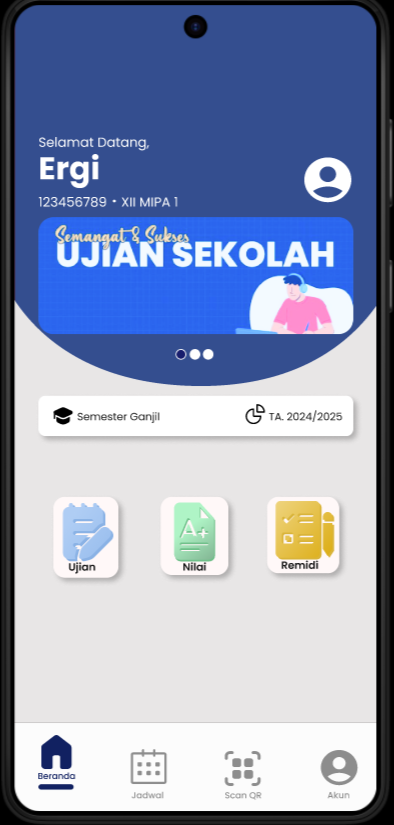 Selamat Datang,
Ergi
123456789 • XII MIPA 1
Semangat & Sukses
UJIAN SEKOLAH
Semester Ganjil
TA. 2024/2025
A+
Ujian
Nilai
Remidi
Beranda
Jadwal
Scan QR
Akun